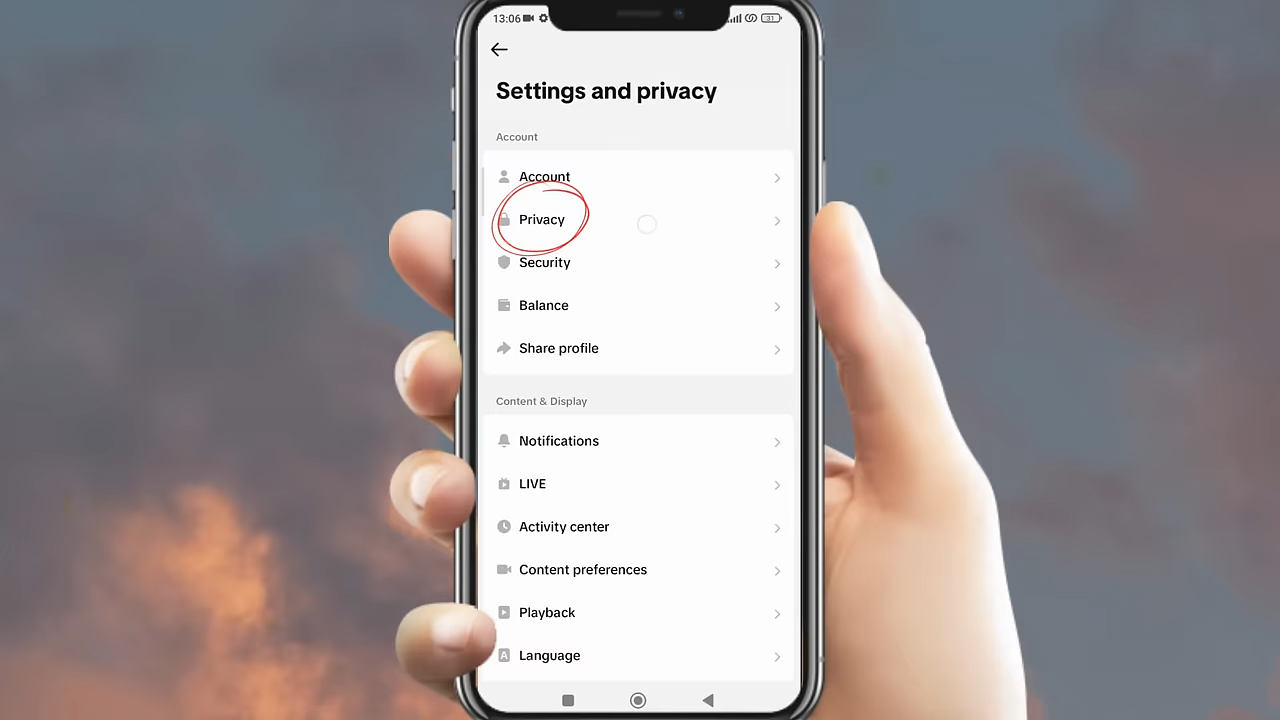 13:06
31
Settings and privacy
Account
Account
Privacy
Security
Balance
Share profile
Content & Display
Notifications
LIVE
Activity center
Content preferences
Playback
A Language